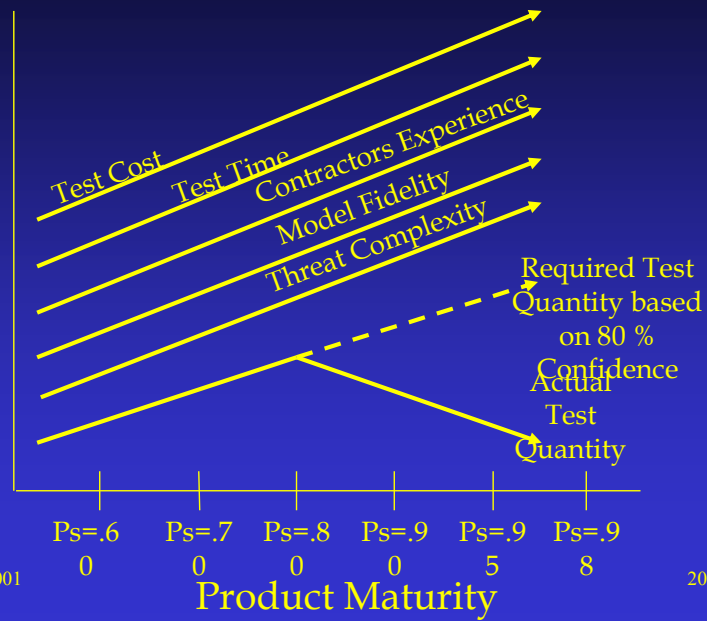 Test Cost
Test Time
Contractors Experience
Model Fidelity
Threat Complexity
Required Test
Quantity based
on 80 %
Confidence
Actual
Test
Quantity
Ps=.6
0
Ps=.7
0
Ps=.8
0
Ps=.9
0
Ps=.9
5
Ps=.9
8
Product Maturity